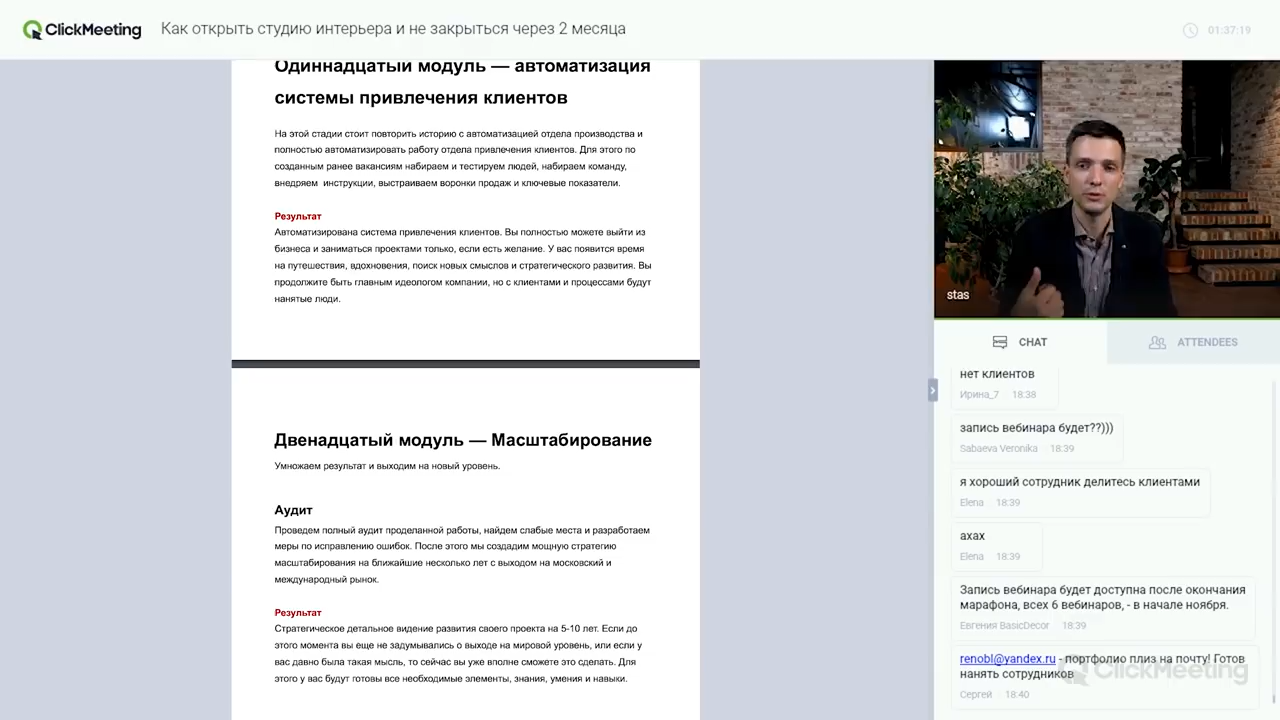 ClickMeeting
Как открыть студию интерьера и не закрыться через 2 месяца
01:37:19
Одиннадцатый модуль — автоматизация
системы привлечения клиентов
На этой стадии стоит повторить историю с автоматизацией отдела производства и
полностью автоматизировать работу отдела привлечения клиентов. Для этого по
созданным ранее вакансиям набираем и тестируем людей, набираем команду,
внедряем инструкции, выстраиваем воронки продаж и ключевые показатели.
Результат
Автоматизирована система привлечения клиентов. Вы полностью можете выйти из
бизнеса и заниматься проектами только, если есть желание. У вас появится время
на путешествия, вдохновения, поиск новых смыслов и стратегического развития. Вы
продолжите быть главным идеологом компании, но с клиентами и процессами будут
нанятые люди.
Двенадцатый модуль — Масштабирование
Умножаем результат и выходим на новый уровень.
Аудит
Проведем полный аудит проделанной работы, найдем слабые места и разработаем
меры по исправлению ошибок. После этого мы создадим мощную стратегию
масштабирования на ближайшие несколько лет с выходом на московский и
международный рынок.
Результат
Стратегическое детальное видение развития своего проекта на 5-10 лет. Если до
этого момента вы еще не задумывались о выходе на мировой уровень, или если у
вас давно была такая мысль, то сейчас вы уже вполне сможете это сделать. Для
этого у вас будут готовы все необходимые элементы, знания, умения и навыки.
stas
CHAT
ATTENDEES
нет клиентов
Ирина_7 18:38
запись вебинара будет??)))
Sabaeva Veronika 18:39
я хороший сотрудник делитесь клиентами
Elena 18:39
ахах
Elena 18:39
Запись вебинара будет доступна после окончания
марафона, всех 6 вебинаров, - в начале ноября.
Евгения BasicDecor 18:39
renobl@yandex.ru - портфолио плиз на почту! Готов
нанять сотрудников
Сергей 18:40
ClickMeeting